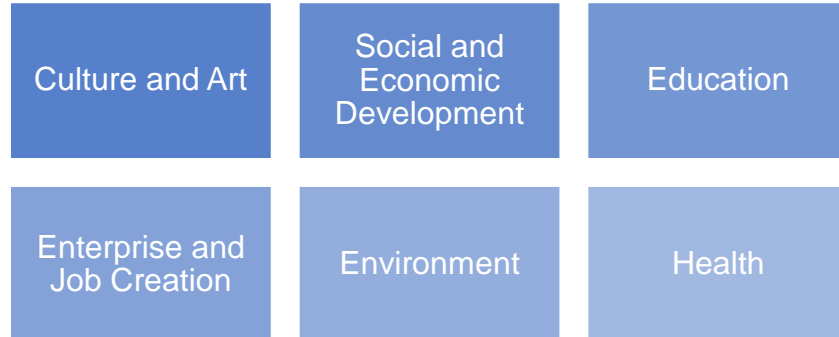 Culture and Art
Social and
Economic
Development
Education
Enterprise and
Job Creation
Environment
Health